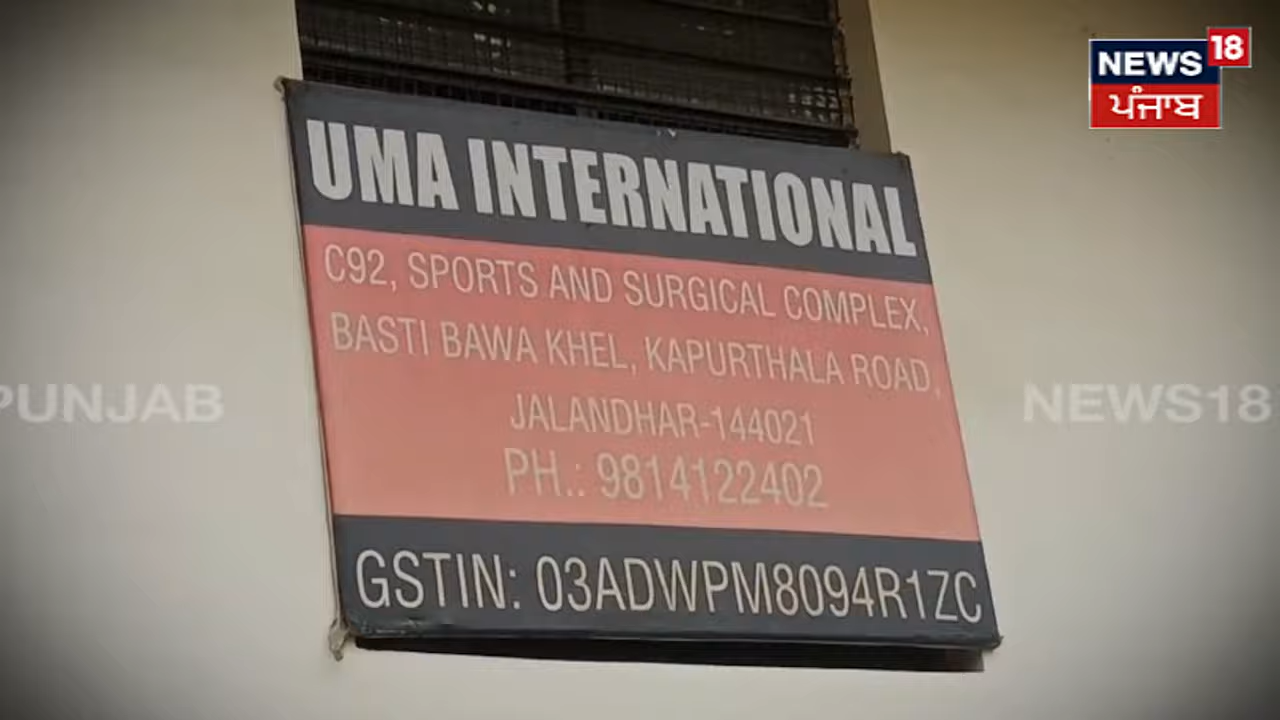 NEWS 18
ਪੰਜਾਬ
UMA INTERNATIONAL
C92, SPORTS AND SURGICAL COMPLEX,
BASTI BAWA KHEL, KAPURTHALA ROAD,
JALANDHAR-144021
PH.: 9814122402
GSTIN: 03ADWPM8094R1ZC
PUNJAB
NEWS18